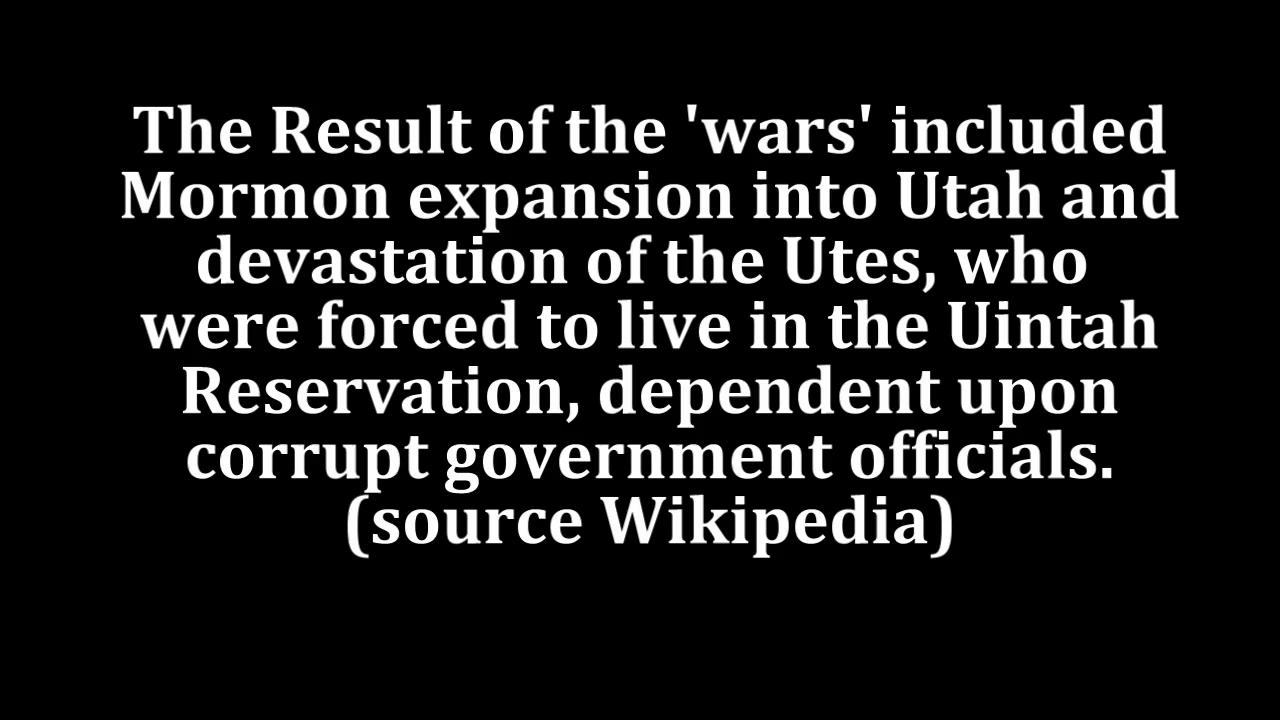 The Result of the 'wars' included
Mormon expansion into Utah and
devastation of the Utes, who
were forced to live in the Uintah
Reservation, dependent upon
corrupt government officials.
(source Wikipedia)